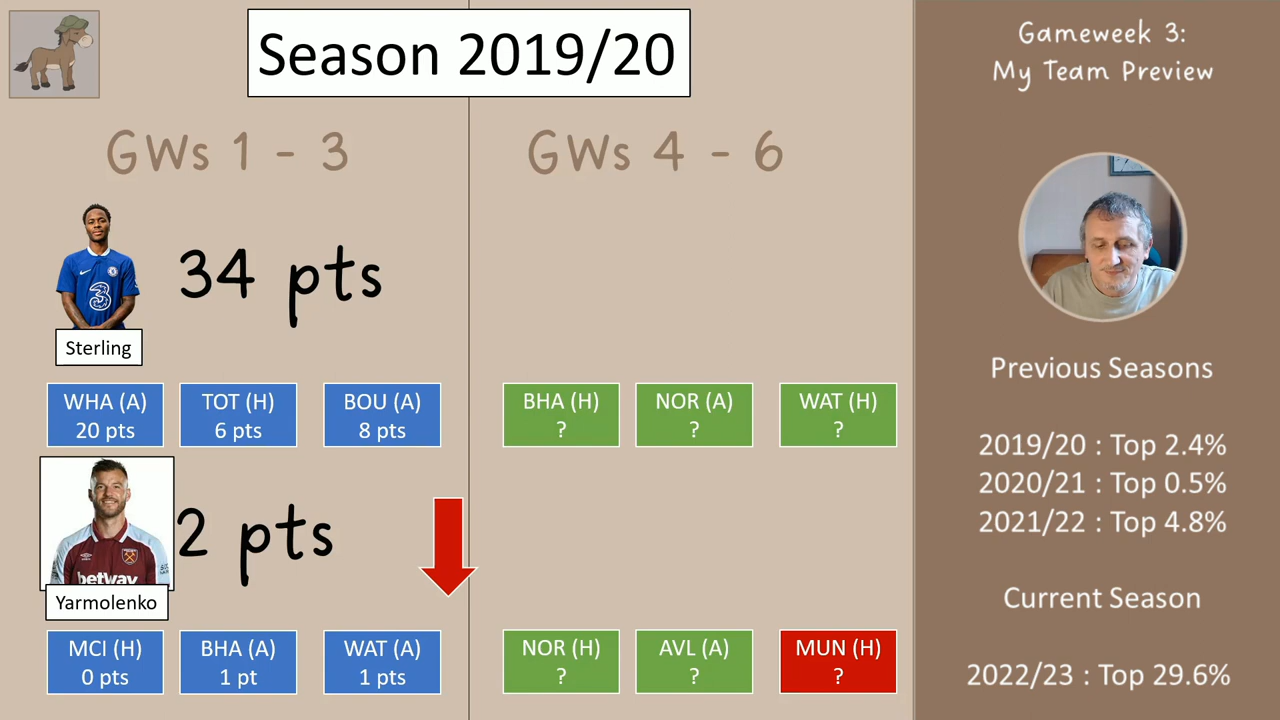 Season 2019/20
GWs 1 - 3
GWs 4 - 6
3
34 pts
Sterling
WHA (A)
20 pts
TOT (H)
6 pts
BOU (A)
8 pts
BHA (H)
?
NOR (A)
?
WAT (H)
?
betway
2 pts
Yarmolenko
MCI (H)
0 pts
BHA (A)
1 pt
WAT (A)
1 pts
NOR (H)
?
AVL (A)
?
MUN (H)
?
Gameweek 3:
My Team Preview
Previous Seasons
2019/20 : Top 2.4%
2020/21 : Top 0.5%
2021/22 : Top 4.8%
Current Season
2022/23 : Top 29.6%